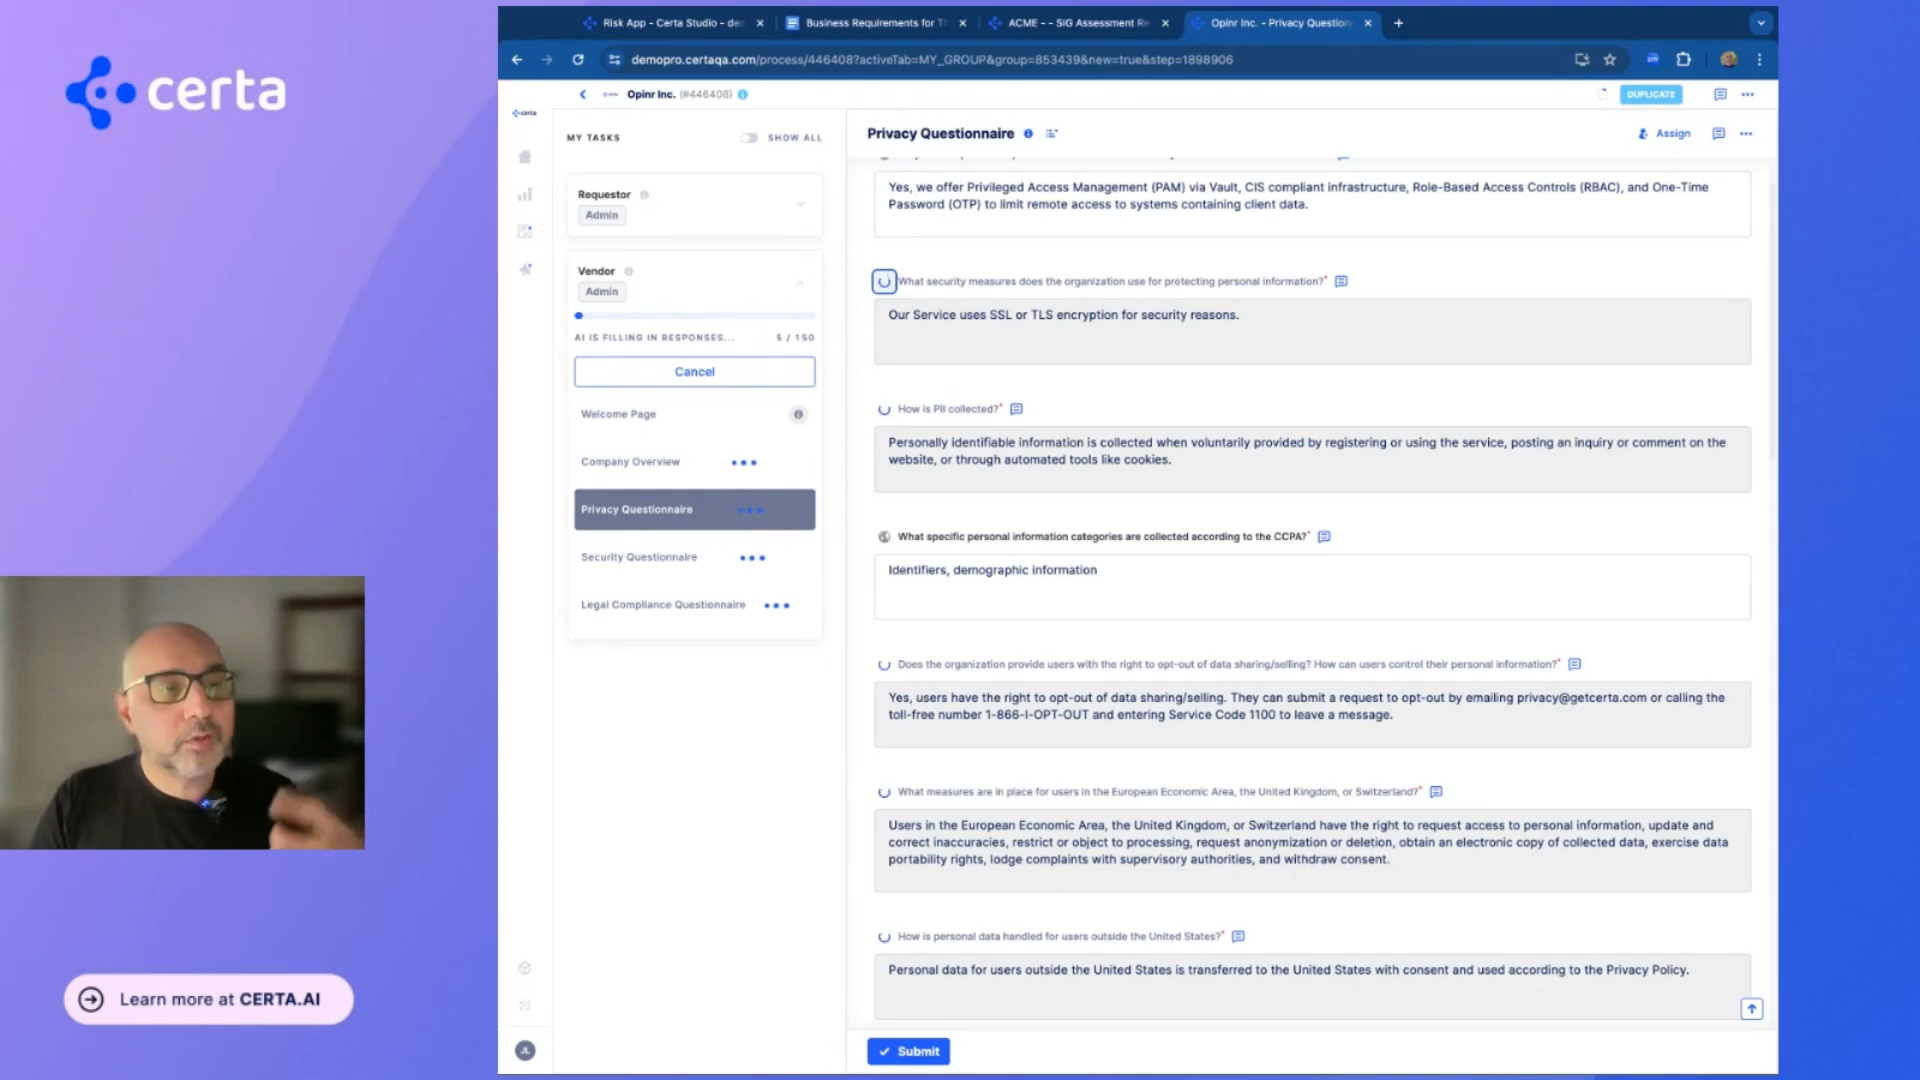 certa
Risk App - Certa Studio - de
Business Requirements for T
ACME - - SIG Assessment Re
Opinr Inc. - Privacy Question
demopro.certaqa.com/process/446408?activeTab=MY_GROUP&group=853439&new=true&step=1898906
certa
Opinr Inc. (#446408)
DUPLICATE
MY TASKS
SHOW ALL
Requestor
Admin
Vendor
Admin
AI IS FILLING IN RESPONSES... 5 / 150
Cancel
Welcome Page
Company Overview
Privacy Questionnaire
Security Questionnaire
Legal Compliance Questionnaire
JL
Privacy Questionnaire
Assign
Yes, we offer Privileged Access Management (PAM) via Vault, CIS compliant infrastructure, Role-Based Access Controls (RBAC), and One-Time
Password (OTP) to limit remote access to systems containing client data.
What security measures does the organization use for protecting personal information?*
Our Service uses SSL or TLS encryption for security reasons.
How is PII collected?*
Personally identifiable information is collected when voluntarily provided by registering or using the service, posting an inquiry or comment on the
website, or through automated tools like cookies.
What specific personal information categories are collected according to the CCPA?*
Identifiers, demographic information
Does the organization provide users with the right to opt-out of data sharing/selling? How can users control their personal information?*
Yes, users have the right to opt-out of data sharing/selling. They can submit a request to opt-out by emailing privacy@getcerta.com or calling the
toll-free number 1-866-I-OPT-OUT and entering Service Code 1100 to leave a message.
What measures are in place for users in the European Economic Area, the United Kingdom, or Switzerland?*
Users in the European Economic Area, the United Kingdom, or Switzerland have the right to request access to personal information, update and
correct inaccuracies, restrict or object to processing, request anonymization or deletion, obtain an electronic copy of collected data, exercise data
portability rights, lodge complaints with supervisory authorities, and withdraw consent.
How is personal data handled for users outside the United States?*
Personal data for users outside the United States is transferred to the United States with consent and used according to the Privacy Policy.
Submit
Learn more at CERTA.AI